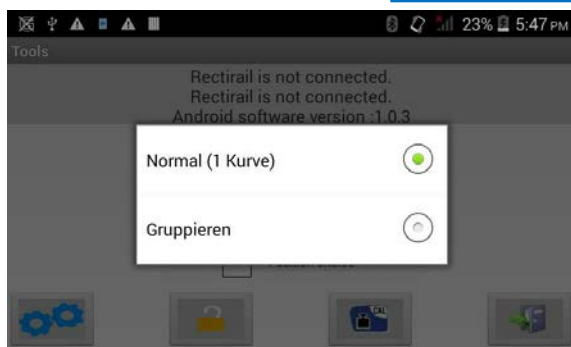 23% 5:47 PM
Tools
Rectirail is not connected.
Rectirail is not connected.
Android software version :1.0.3
Normal (1 Kurve)
Gruppieren
CAL